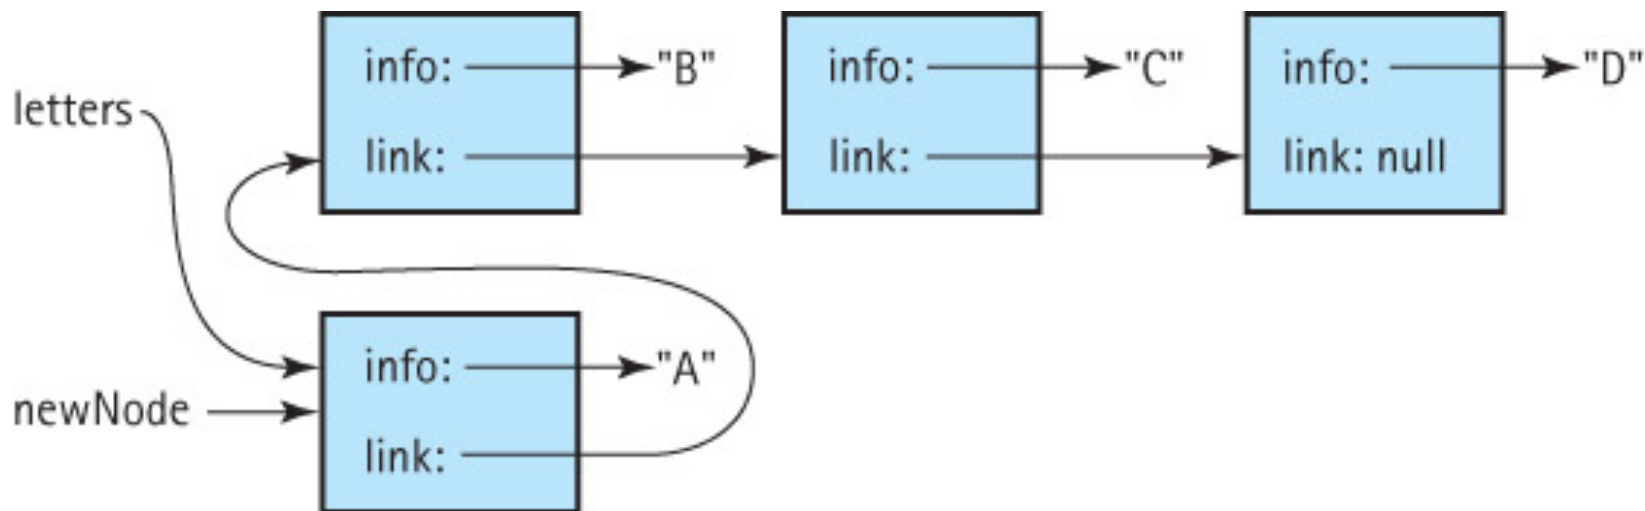 info: "B" info: "C" info: "D"
letters
link: link: link: null
info: "A"
newNode
link: